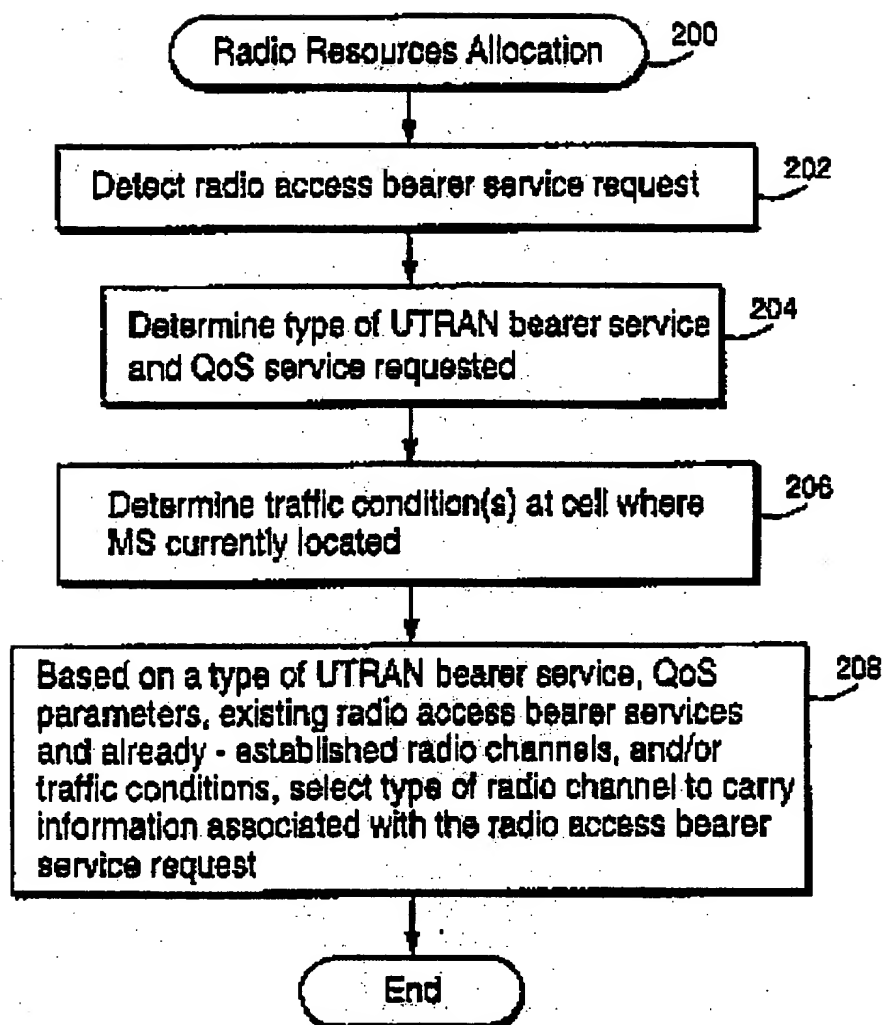 Radio Resources Allocation
200
Detect radio access bearer service request
202
Determine type of UTRAN bearer service
and QoS service requested
204
Determine traffic condition(s) at cell where
MS currently located
206
Based on a type of UTRAN bearer service, QoS
parameters, existing radio access bearer services
and already - established radio channels, and/or
traffic conditions, select type of radio channel to carry
information associated with the radio access bearer
service request
208
End